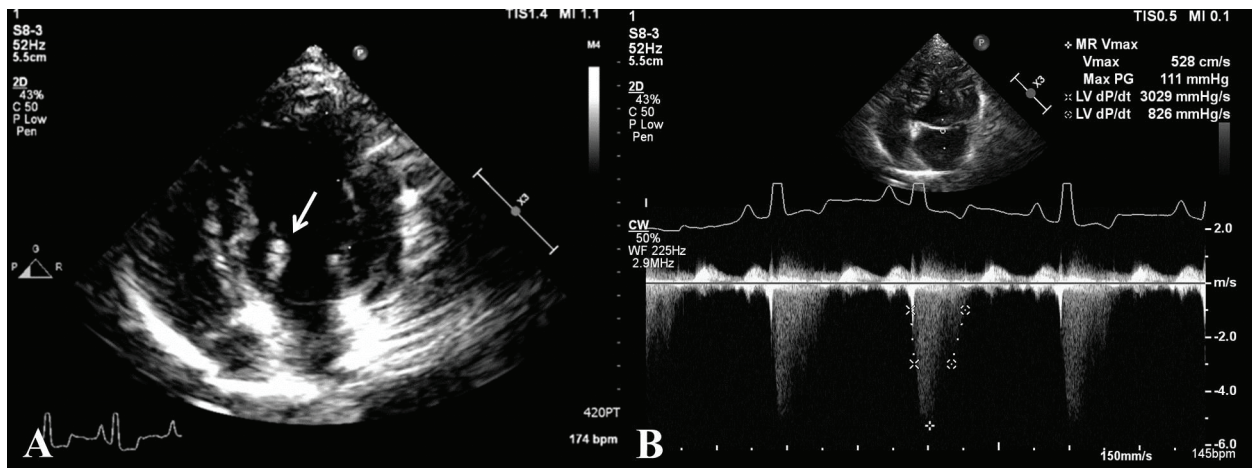 1
TIS1.4 MI 1.1
S8-3
52Hz
5.5cm
M4
2D
43%
C 50
P Low
Pen
P
X3
G
P R
420PT
174 bpm
A
1
TIS0.5 MI 0.1
S8-3
52Hz
5.5cm
2D
43%
C 50
P Low
Pen
P
X3
MR Vmax
Vmax 528 cm/s
Max PG 111 mmHg
LV dP/dt 3029 mmHg/s
LV dP/dt 826 mmHg/s
CW
50%
WF 225Hz
2.9MHz
2.0
m/s
-2.0
-4.0
-6.0
150mm/s
145bpm
B